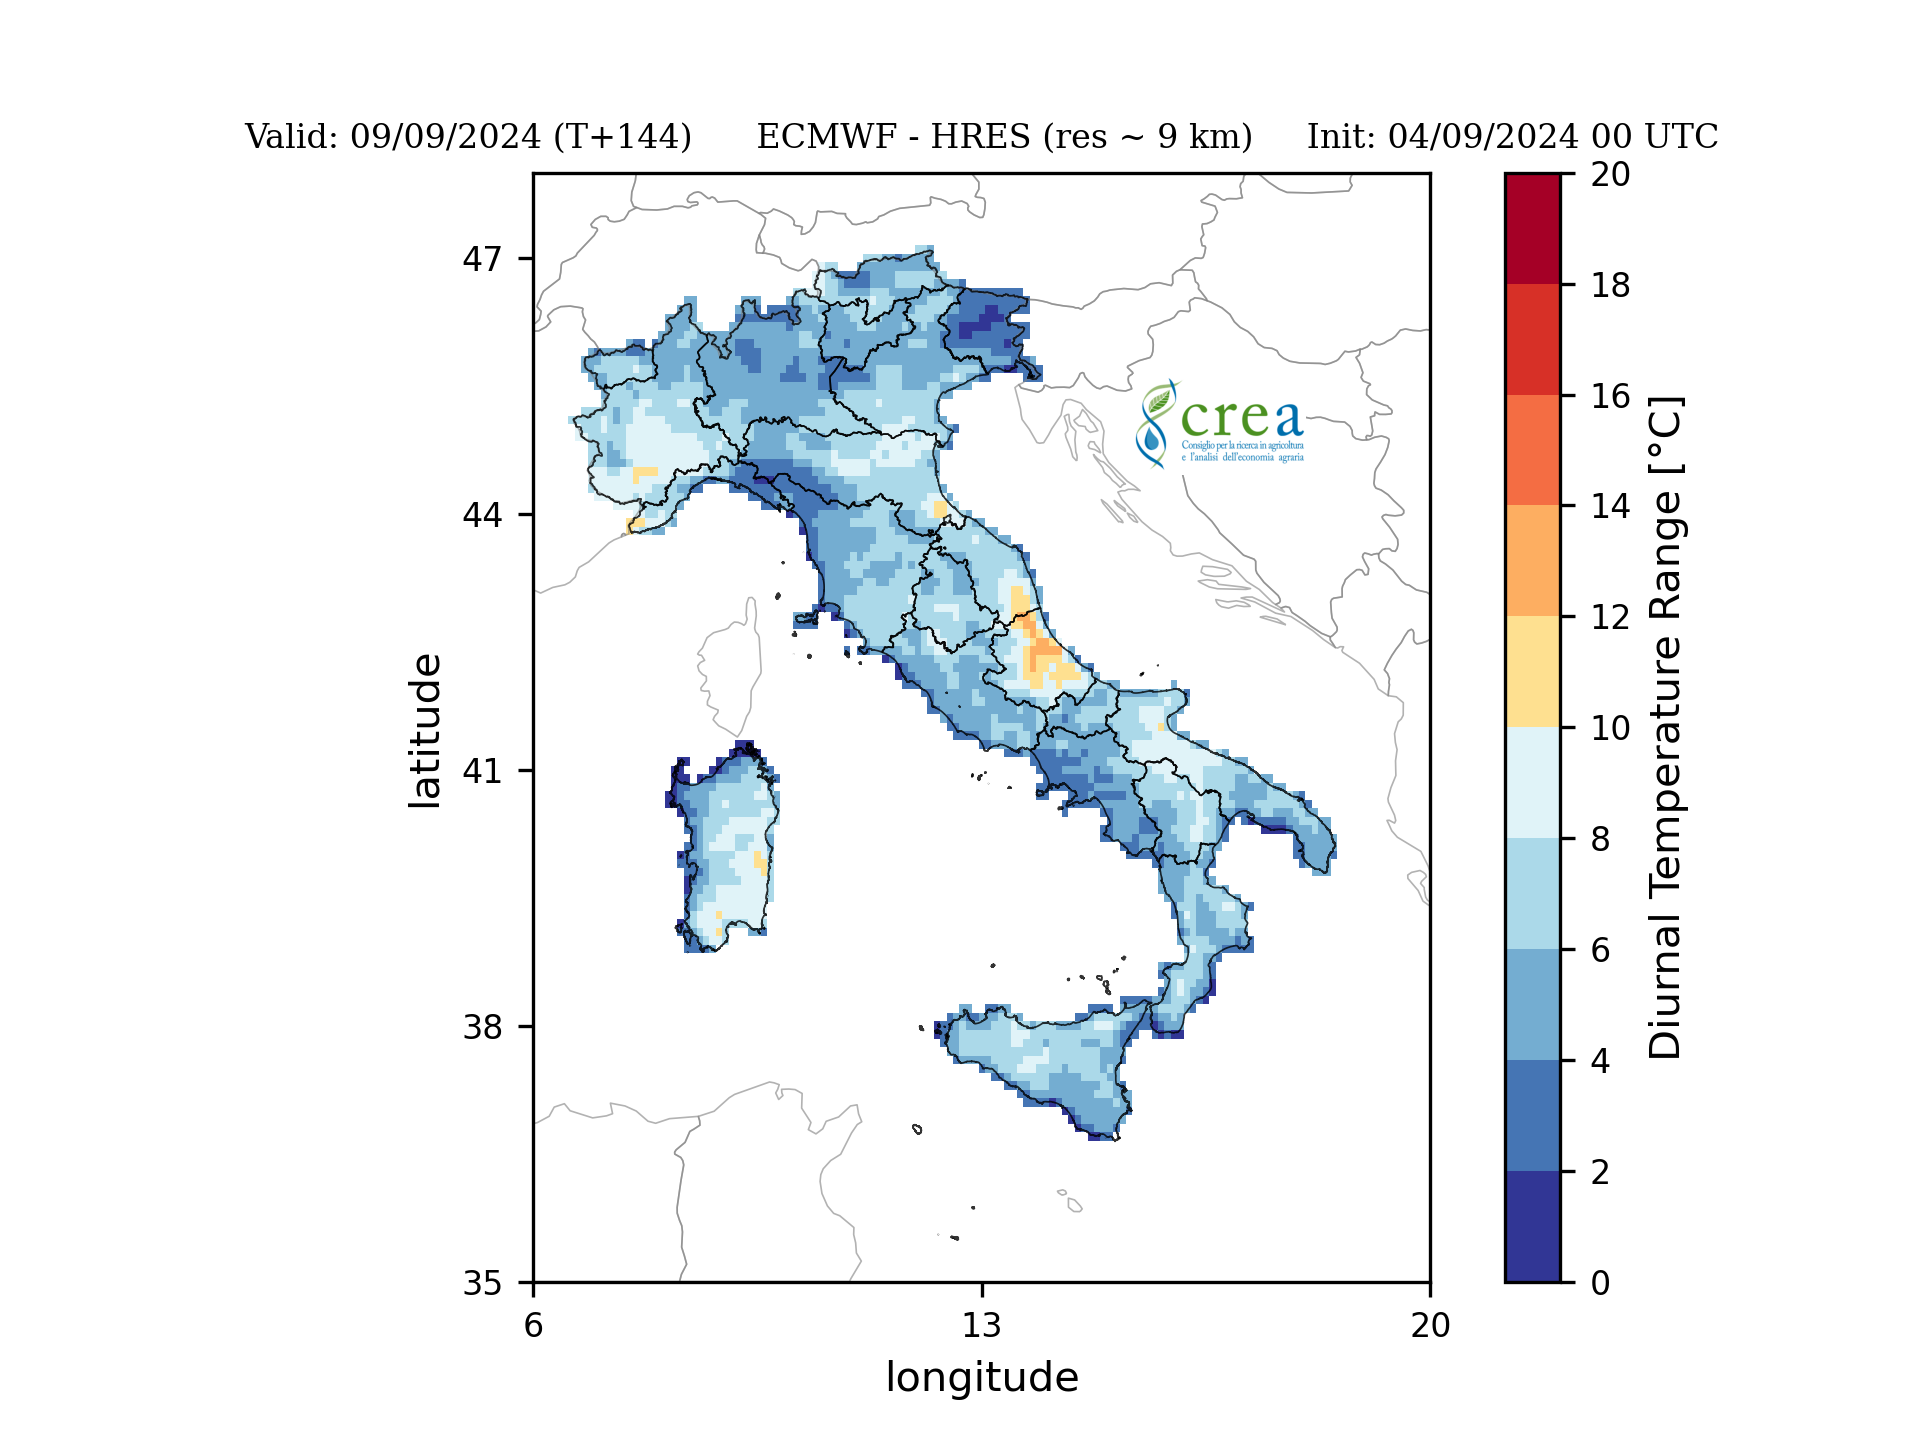 Valid: 09/09/2024 (T+144) ECMWF - HRES (res ~ 9 km) Init: 04/09/2024 00 UTC
47
44
41
38
35
6 13 20
longitude
latitude
crea
Consiglio per la ricerca in agricoltura
e l'analisi dell'economia agraria
20
18
16
14
12
10
8
6
4
2
0
Diurnal Temperature Range [°C]